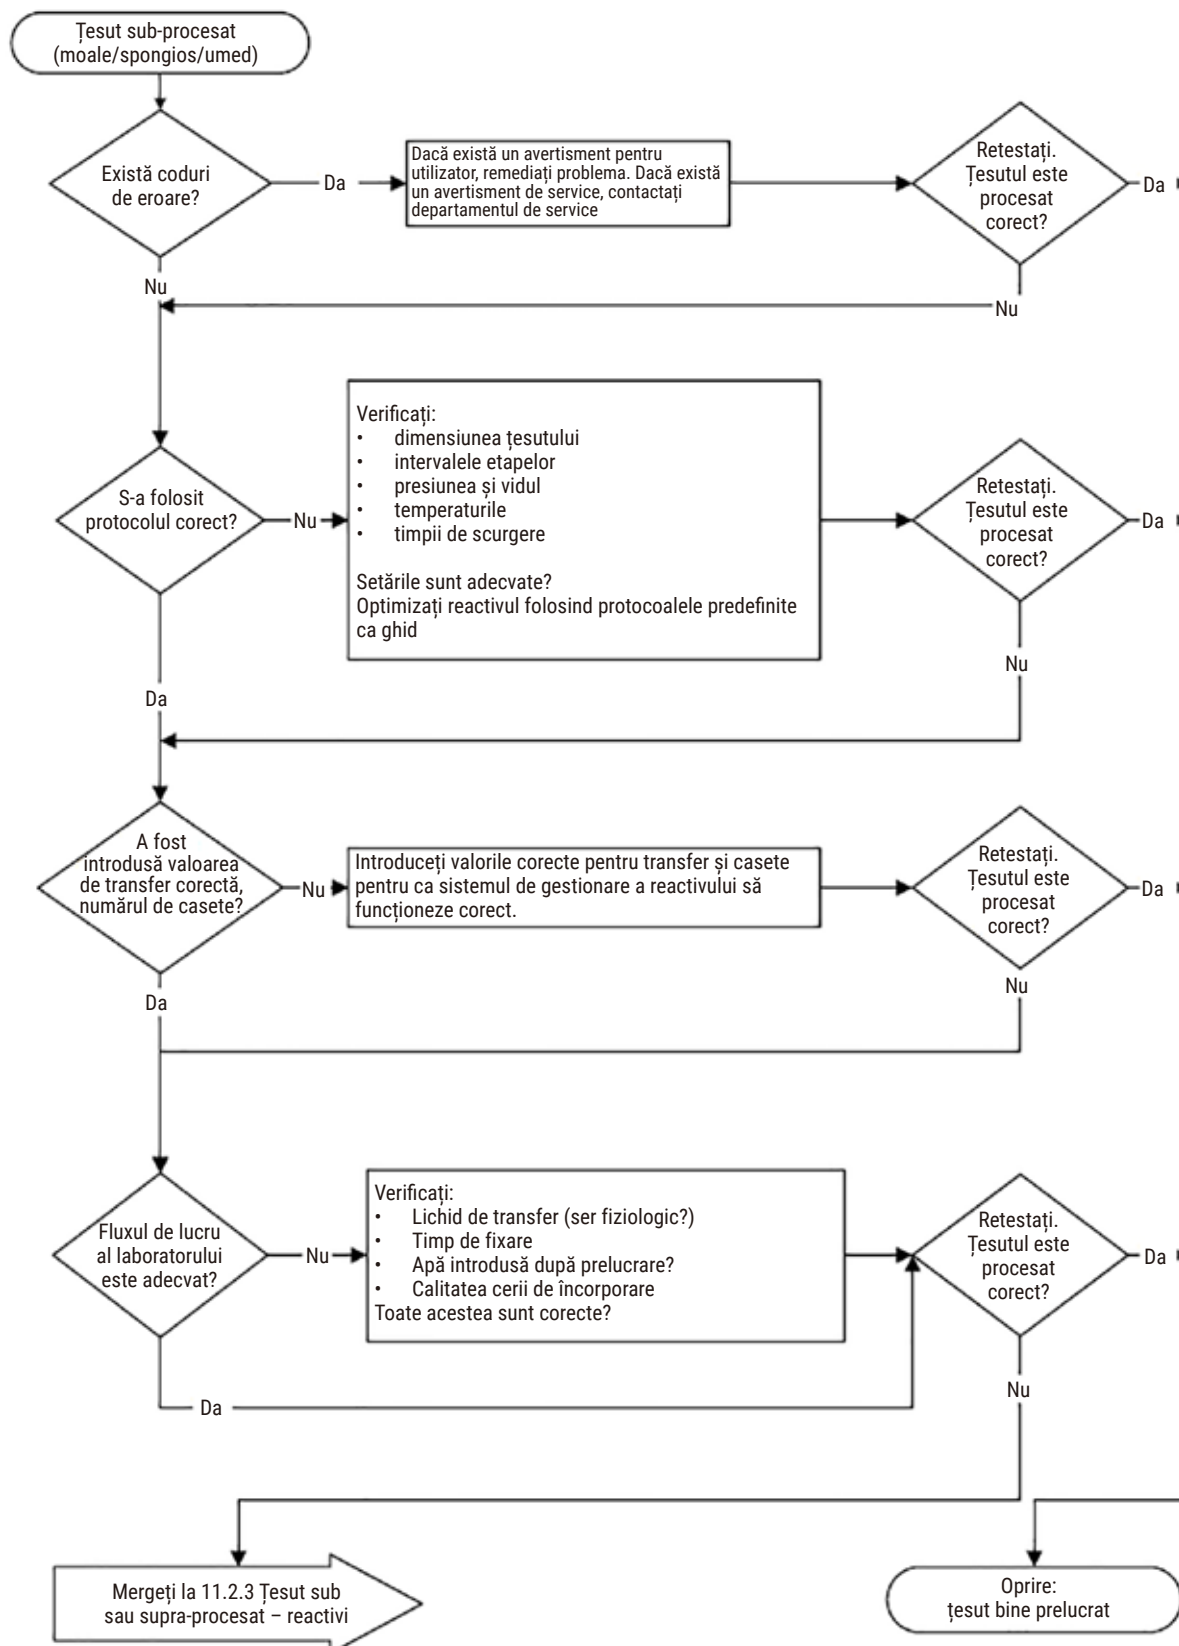 Țesut sub-procesat
(moale/spongios/umed)
Există coduri
de eroare?
Da
Dacă există un avertisment pentru
utilizator, remediați problema. Dacă există
un avertisment de service, contactați
departamentul de service
Retestați.
Țesutul este
procesat
corect?
Da
Nu
Nu
S-a folosit
protocolul corect?
Nu
Verificați:
• dimensiunea țesutului
• intervalele etapelor
• presiunea și vidul
• temperaturile
• timpii de scurgere
Setările sunt adecvate?
Optimizați reactivul folosind protocoalele predefinite
ca ghid
Retestați.
Țesutul este
procesat
corect?
Da
Nu
Da
A fost
introdusă valoarea
de transfer corectă,
numărul de casete?
Nu
Introduceți valorile corecte pentru transfer și casete
pentru ca sistemul de gestionare a reactivului să
funcționeze corect.
Retestați.
Țesutul este
procesat
corect?
Da
Nu
Da
Fluxul de lucru
al laboratorului
este adecvat?
Nu
Verificați:
• Lichid de transfer (ser fiziologic?)
• Timp de fixare
• Apă introdusă după prelucrare?
• Calitatea cerii de încorporare
Toate acestea sunt corecte?
Retestați.
Țesutul este
procesat
corect?
Da
Nu
Da
Mergeți la 11.2.3 Țesut sub
sau supra-procesat – reactivi
Oprire:
țesut bine prelucrat